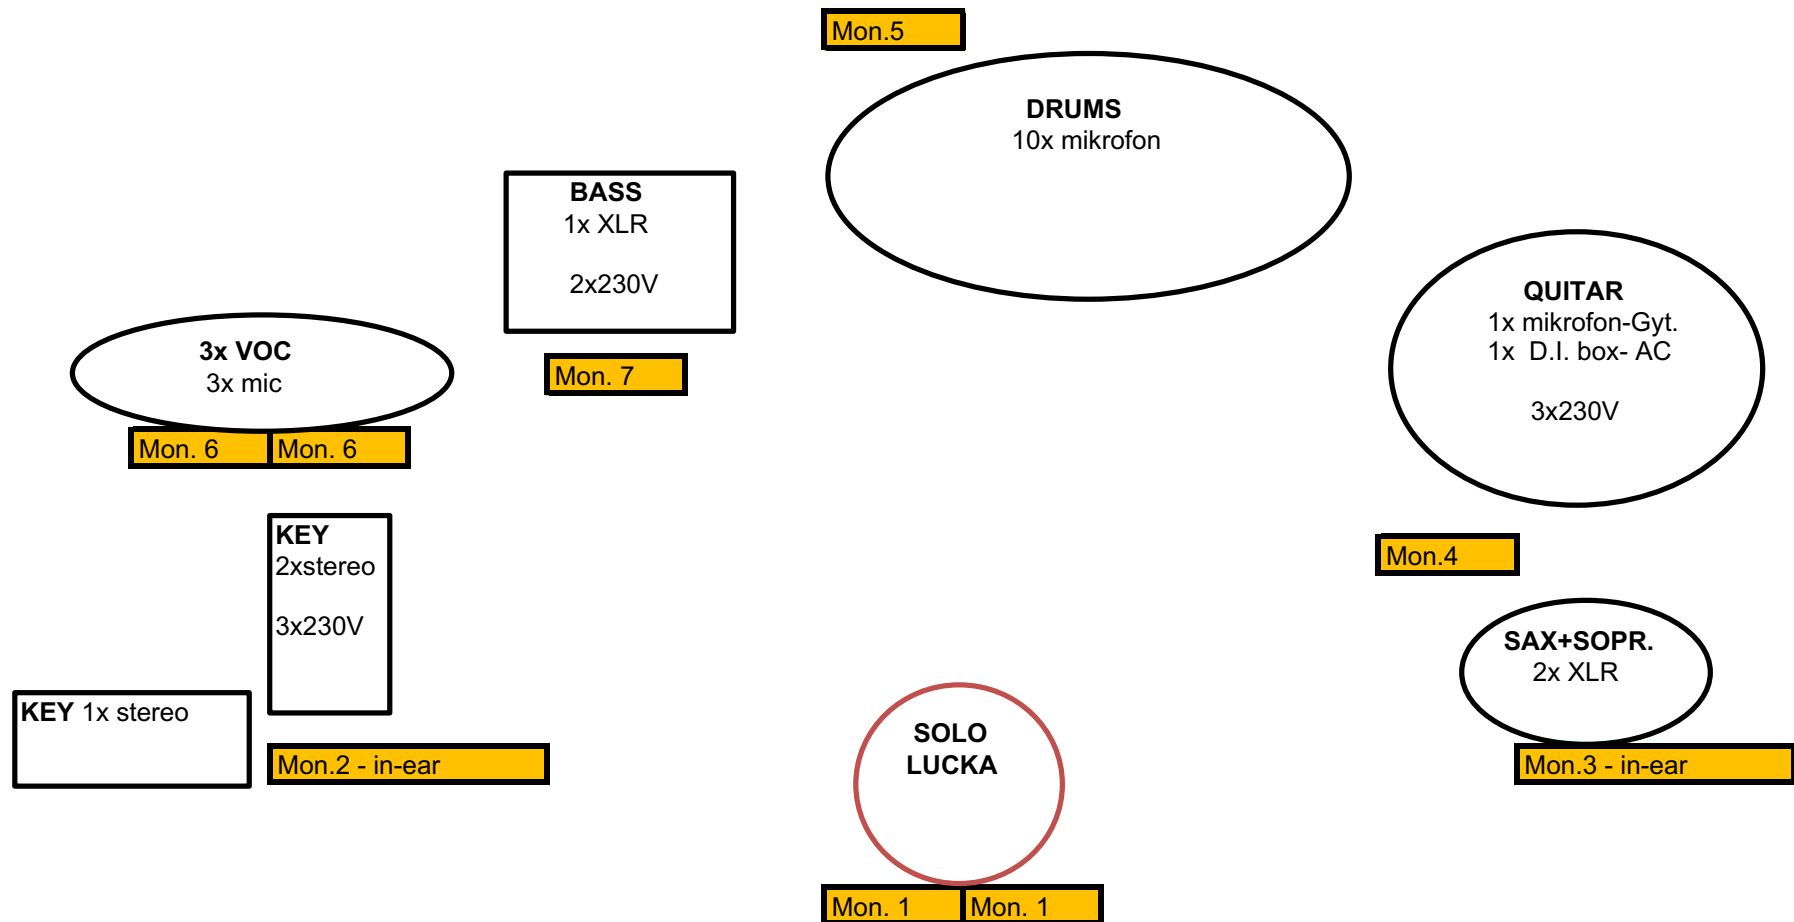 Mon.5
DRUMS
10x mikrofon
BASS
1x XLR
2x230V
Mon. 7
QUITAR
1x mikrofon-Gyt.
1x  D.I. box- AC
3x230V
Mon.4
3x VOC
3x mic
Mon. 6
Mon. 6
KEY
2xstereo
3x230V
KEY 1x stereo
Mon.2 - in-ear
SOLO
LUCKA
Mon. 1
Mon. 1
SAX+SOPR.
2x XLR
Mon.3 - in-ear